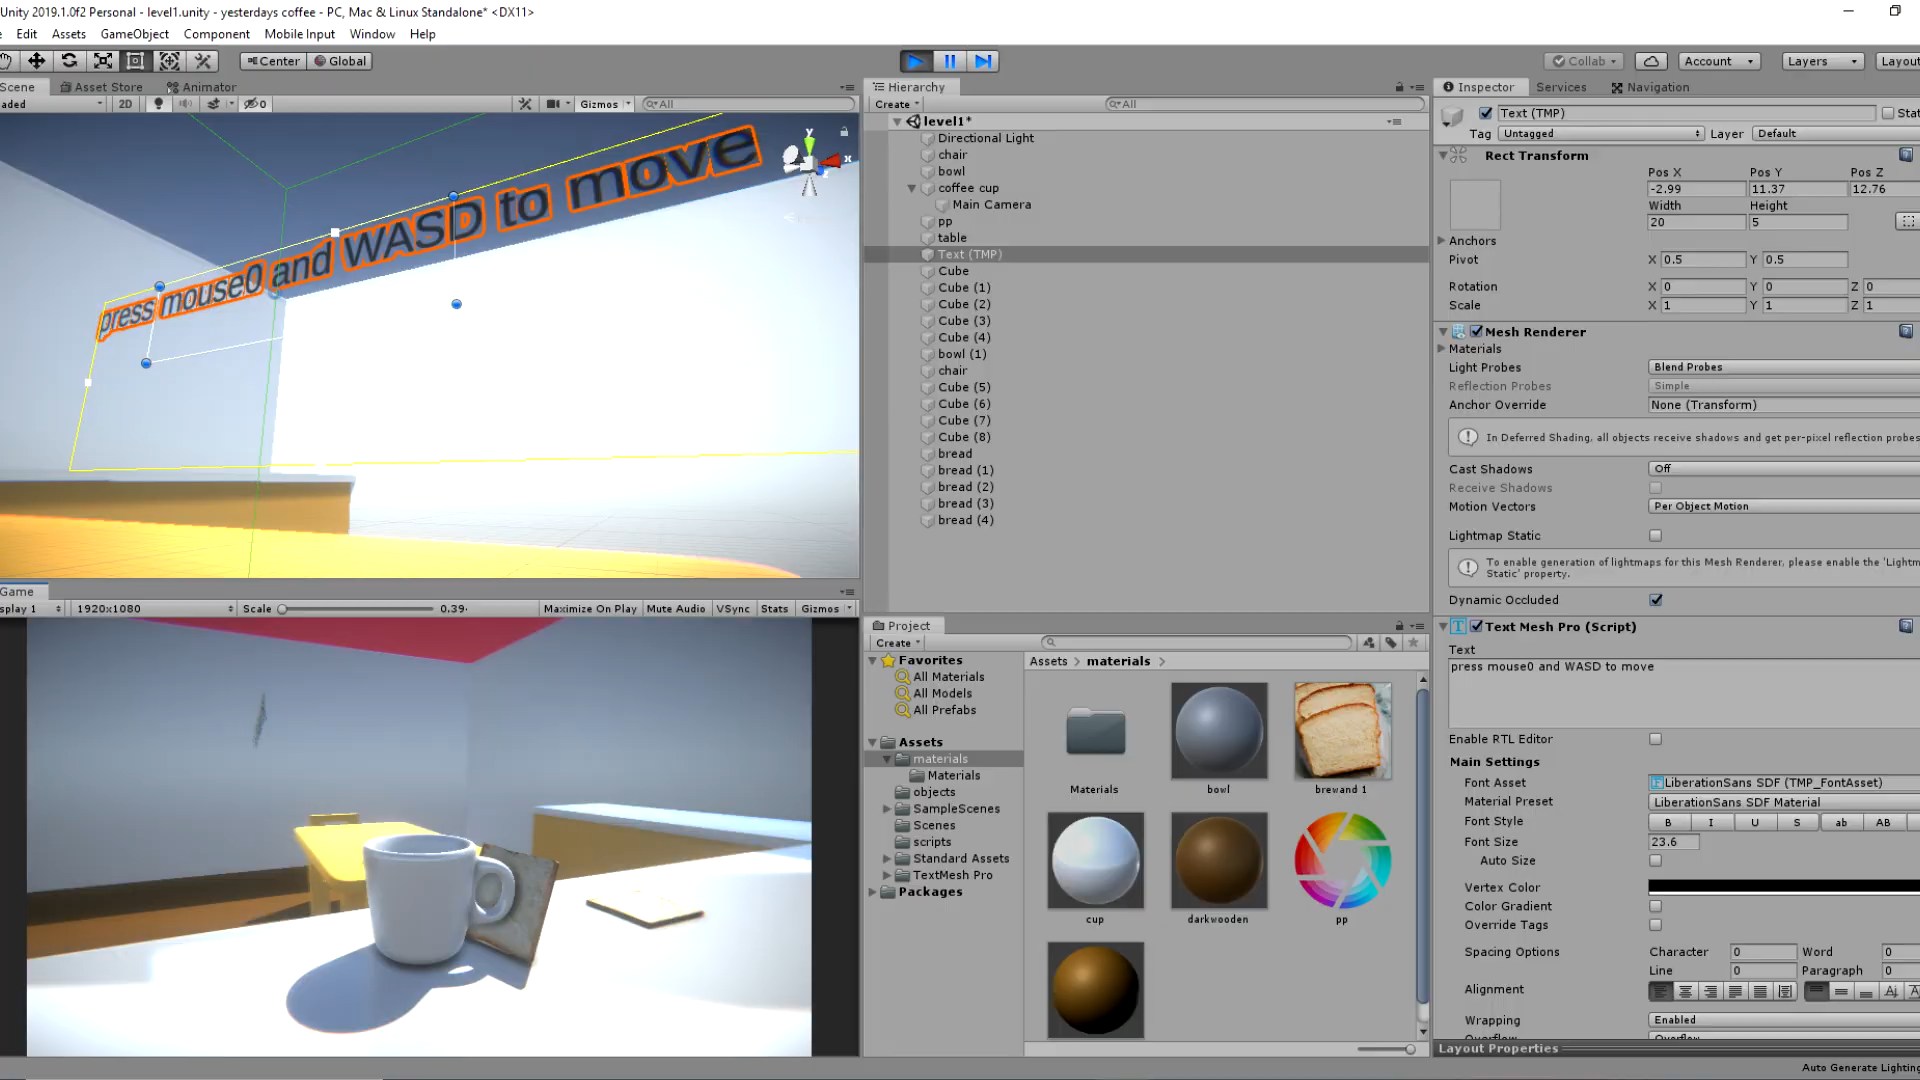 Unity 2019.1.0f2 Personal - level1.unity - yesterdays coffee - PC, Mac & Linux Standalone* <DX11>
Edit Assets GameObject Component Mobile Input Window Help
Center Global Collab Account Layers Layout
Scene Asset Store Animator
aded 2D 0 Gizmos All
y
x
press mouse0 and WASD to move
Game
splay 1 1920x1080 Scale 0.39 Maximize On Play Mute Audio VSync Stats Gizmos
Hierarchy
Create All
level1*
Directional Light
chair
bowl
coffee cup
Main Camera
pp
table
Text (TMP)
Cube
Cube (1)
Cube (2)
Cube (3)
Cube (4)
bowl (1)
chair
Cube (5)
Cube (6)
Cube (7)
Cube (8)
bread
bread (1)
bread (2)
bread (3)
bread (4)
Project
Create
Favorites
All Materials
All Models
All Prefabs
Assets
materials
Materials
objects
SampleScenes
Scenes
scripts
Standard Assets
TextMesh Pro
Packages
Assets > materials >
Materials bowl brewand 1
cup darkwooden pp
Inspector Services Navigation
Text (TMP) Stat
Tag Untagged Layer Default
Rect Transform
Pos X Pos Y Pos Z
-2.99 11.37 12.76
Width Height
20 5
Anchors
Pivot X 0.5 Y 0.5
Rotation X 0 Y 0 Z 0
Scale X 1 Y 1 Z 1
Mesh Renderer
Materials
Light Probes Blend Probes
Reflection Probes Simple
Anchor Override None (Transform)
In Deferred Shading, all objects receive shadows and get per-pixel reflection probes
Cast Shadows Off
Receive Shadows
Motion Vectors Per Object Motion
Lightmap Static
To enable generation of lightmaps for this Mesh Renderer, please enable the 'Lightm
Static' property.
Dynamic Occluded
Text Mesh Pro (Script)
Text
press mouse0 and WASD to move
Enable RTL Editor
Main Settings
Font Asset LiberationSans SDF (TMP_FontAsset)
Material Preset LiberationSans SDF Material
Font Style B I U S ab AB
Font Size 23.6
Auto Size
Vertex Color
Color Gradient
Override Tags
Spacing Options Character 0 Word 0
Line 0 Paragraph 0
Alignment
Wrapping Enabled
Overflow Overflow
Layout Properties
Auto Generate Lighting